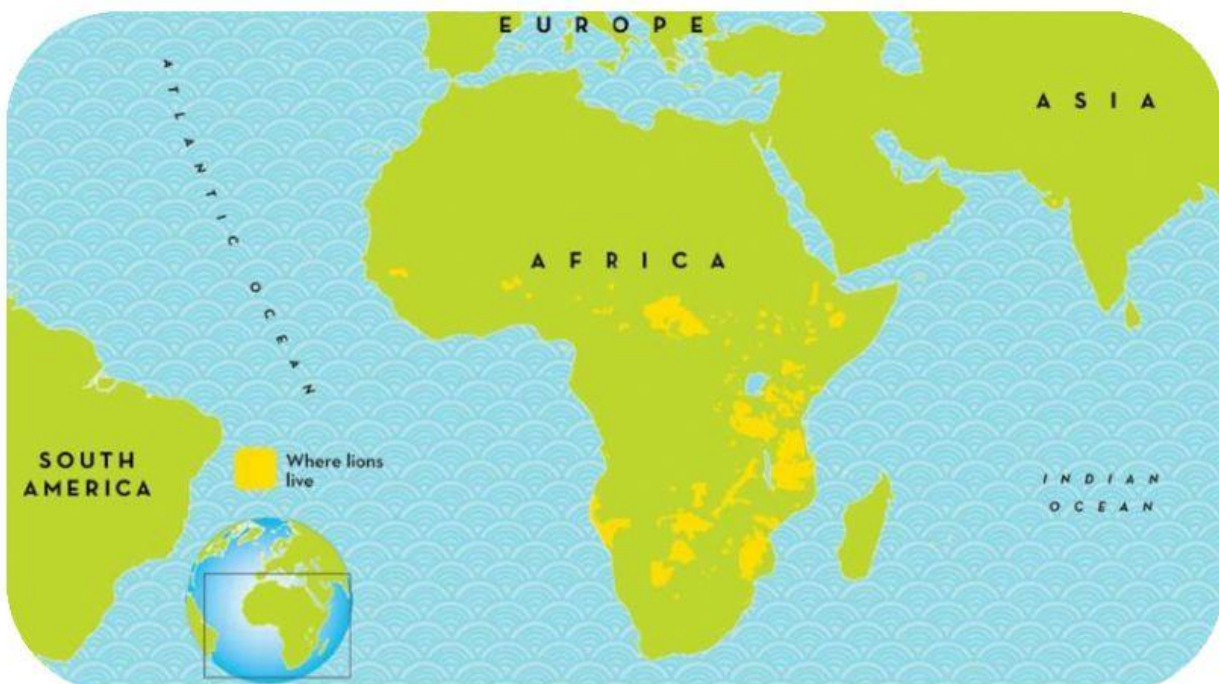 EUROPE
ASIA
ATLANTIC OCEAN
AFRICA
SOUTH
AMERICA
Where lions
live
INDIAN
OCEAN